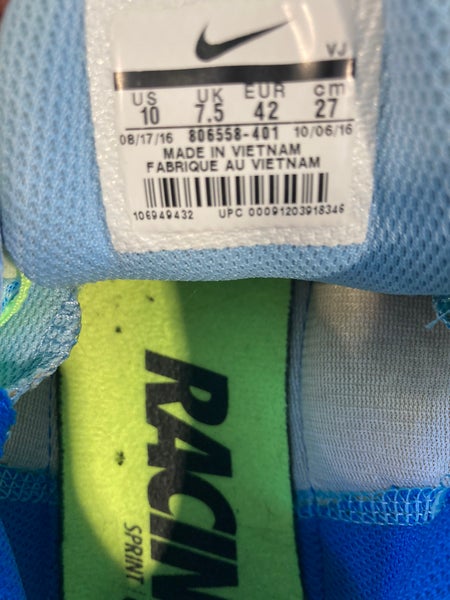 VJ
US UK EUR cm
10 7.5 42 27
08/17/16 806558-401 10/06/16
MADE IN VIETNAM
FABRIQUE AU VIETNAM
106949432 UPC 00091203918346
RACIN
SPRINT